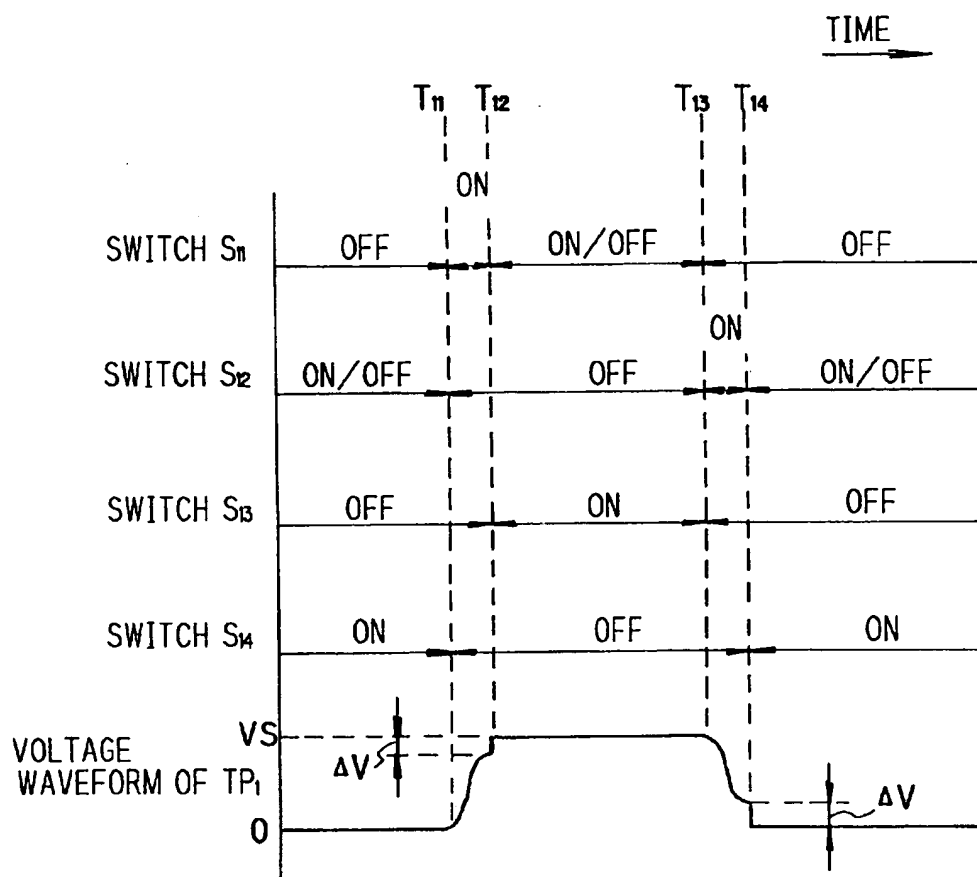 TIME
T11 T12 T13 T14
ON
SWITCH S11 OFF ON/OFF OFF
ON
SWITCH S12 ON/OFF OFF ON/OFF
SWITCH S13 OFF ON OFF
SWITCH S14 ON OFF ON
VS
VOLTAGE
WAVEFORM OF TP1
ΔV
ΔV
0